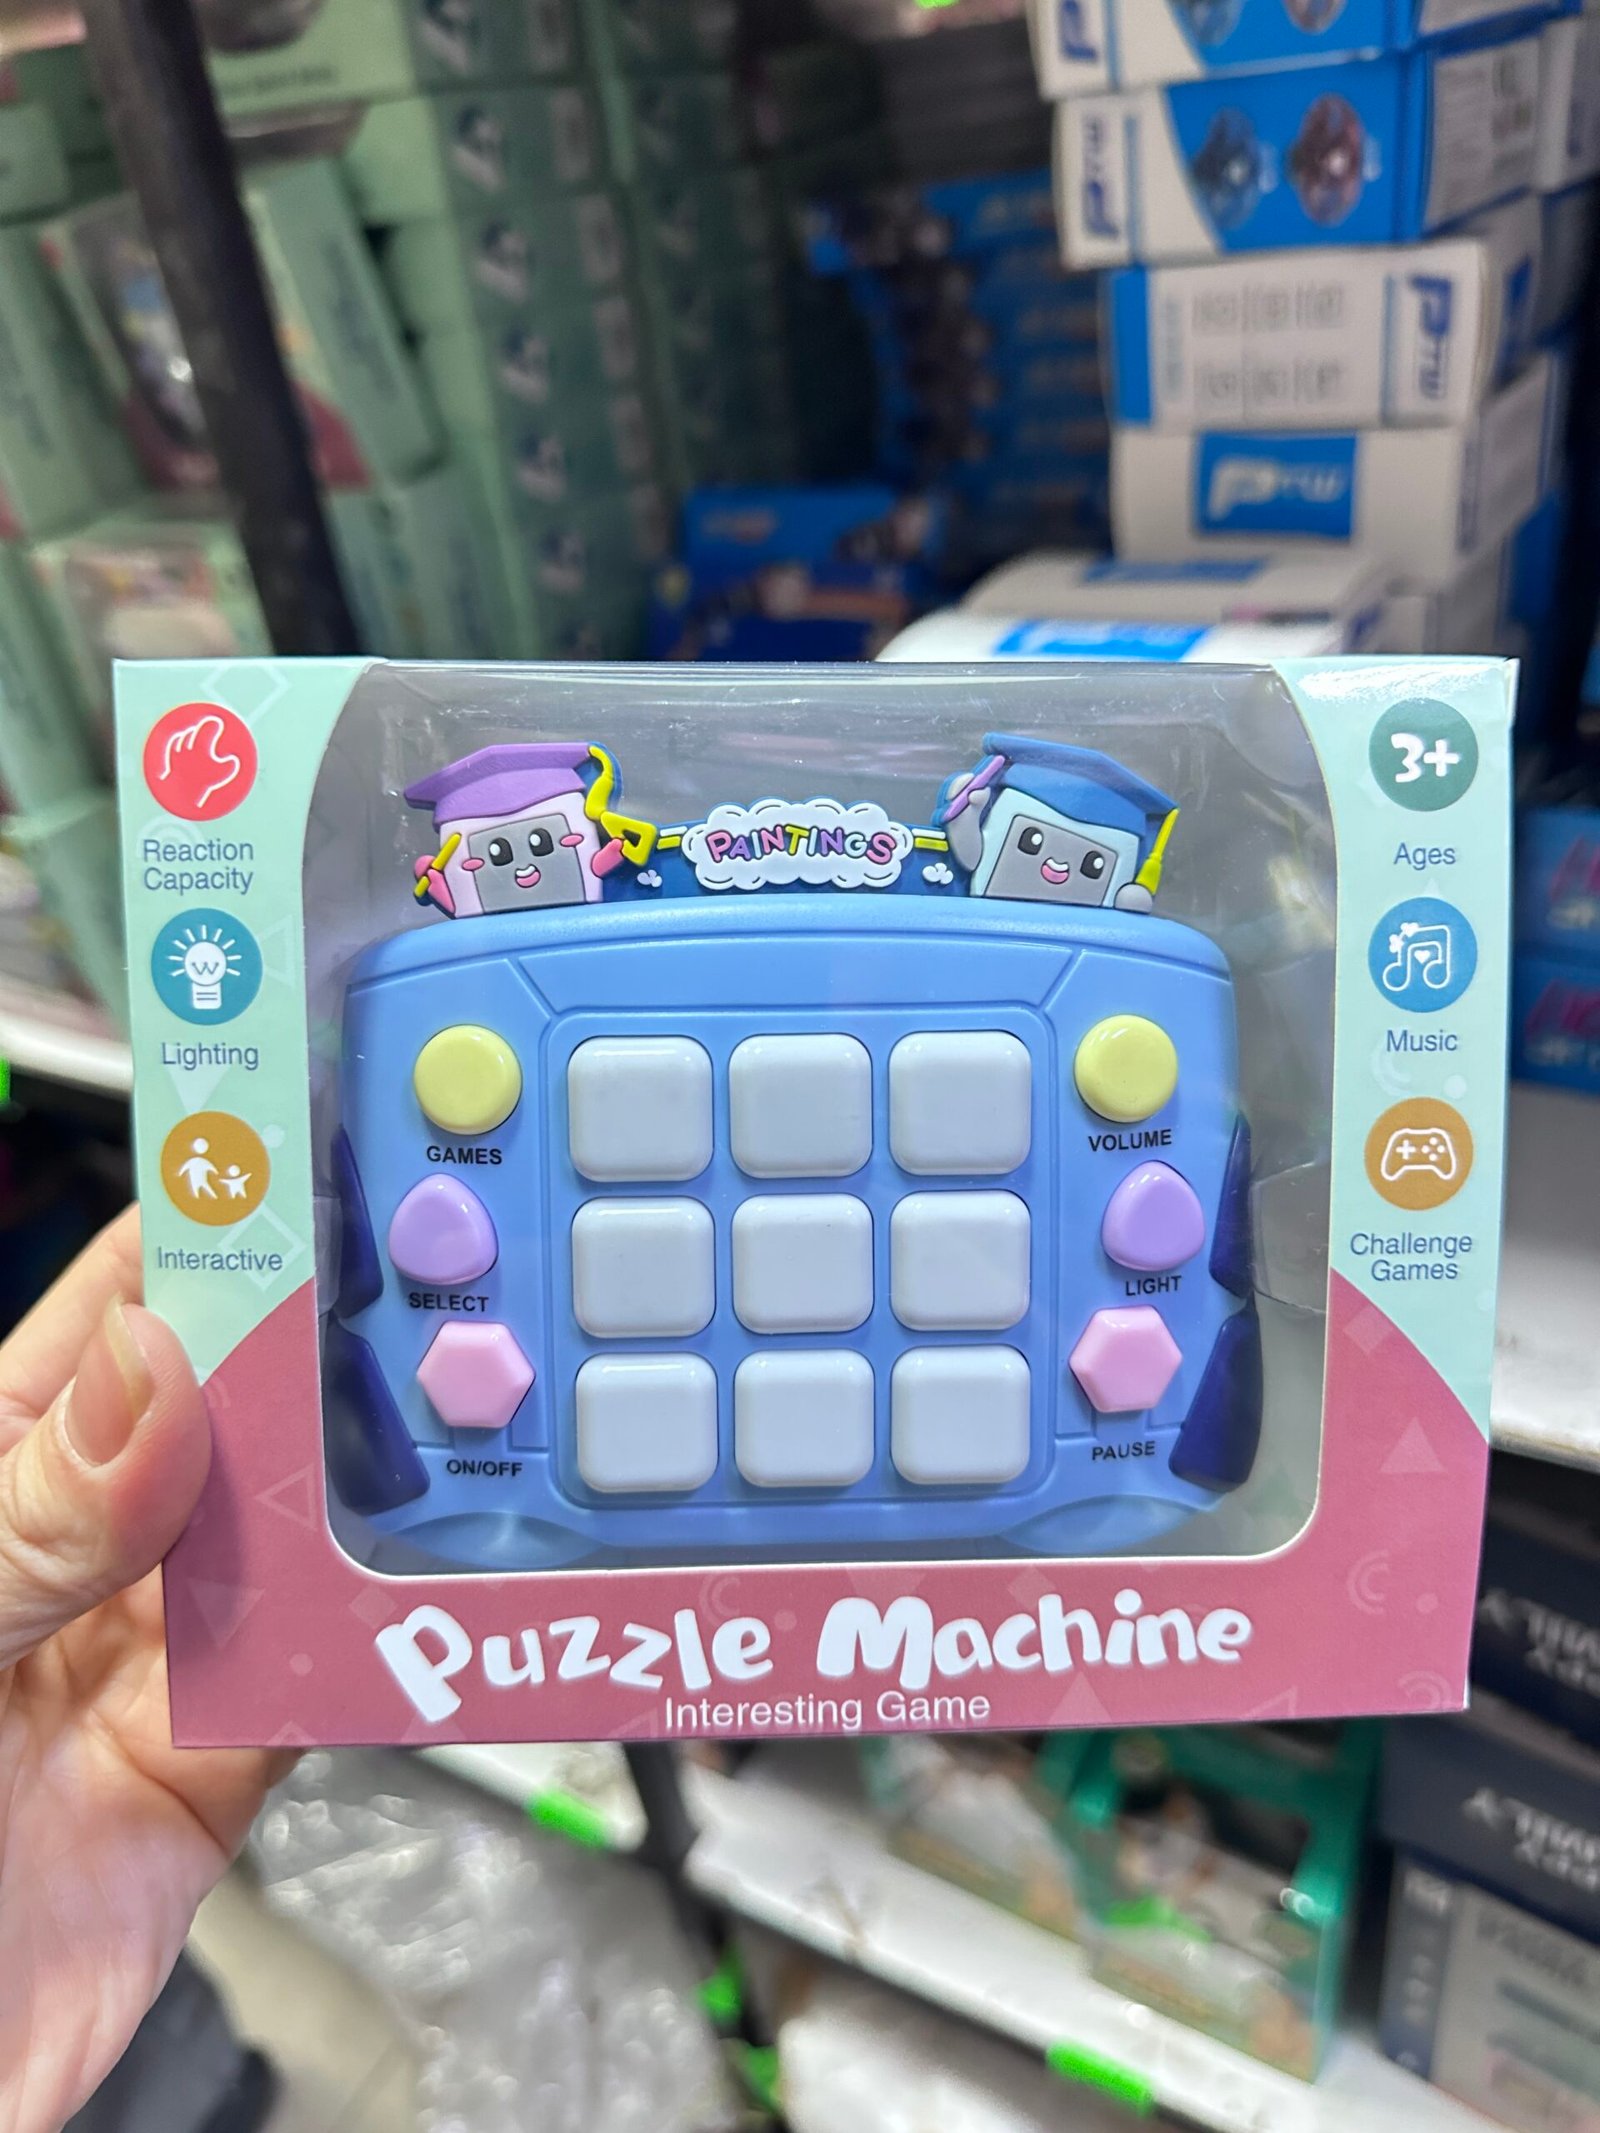 Reaction
Capacity
Lighting
Interactive
3+
Ages
Music
Challenge
Games
PAINTINGS
GAMES
SELECT
ON/OFF
VOLUME
LIGHT
PAUSE
Puzzle Machine
Interesting Game